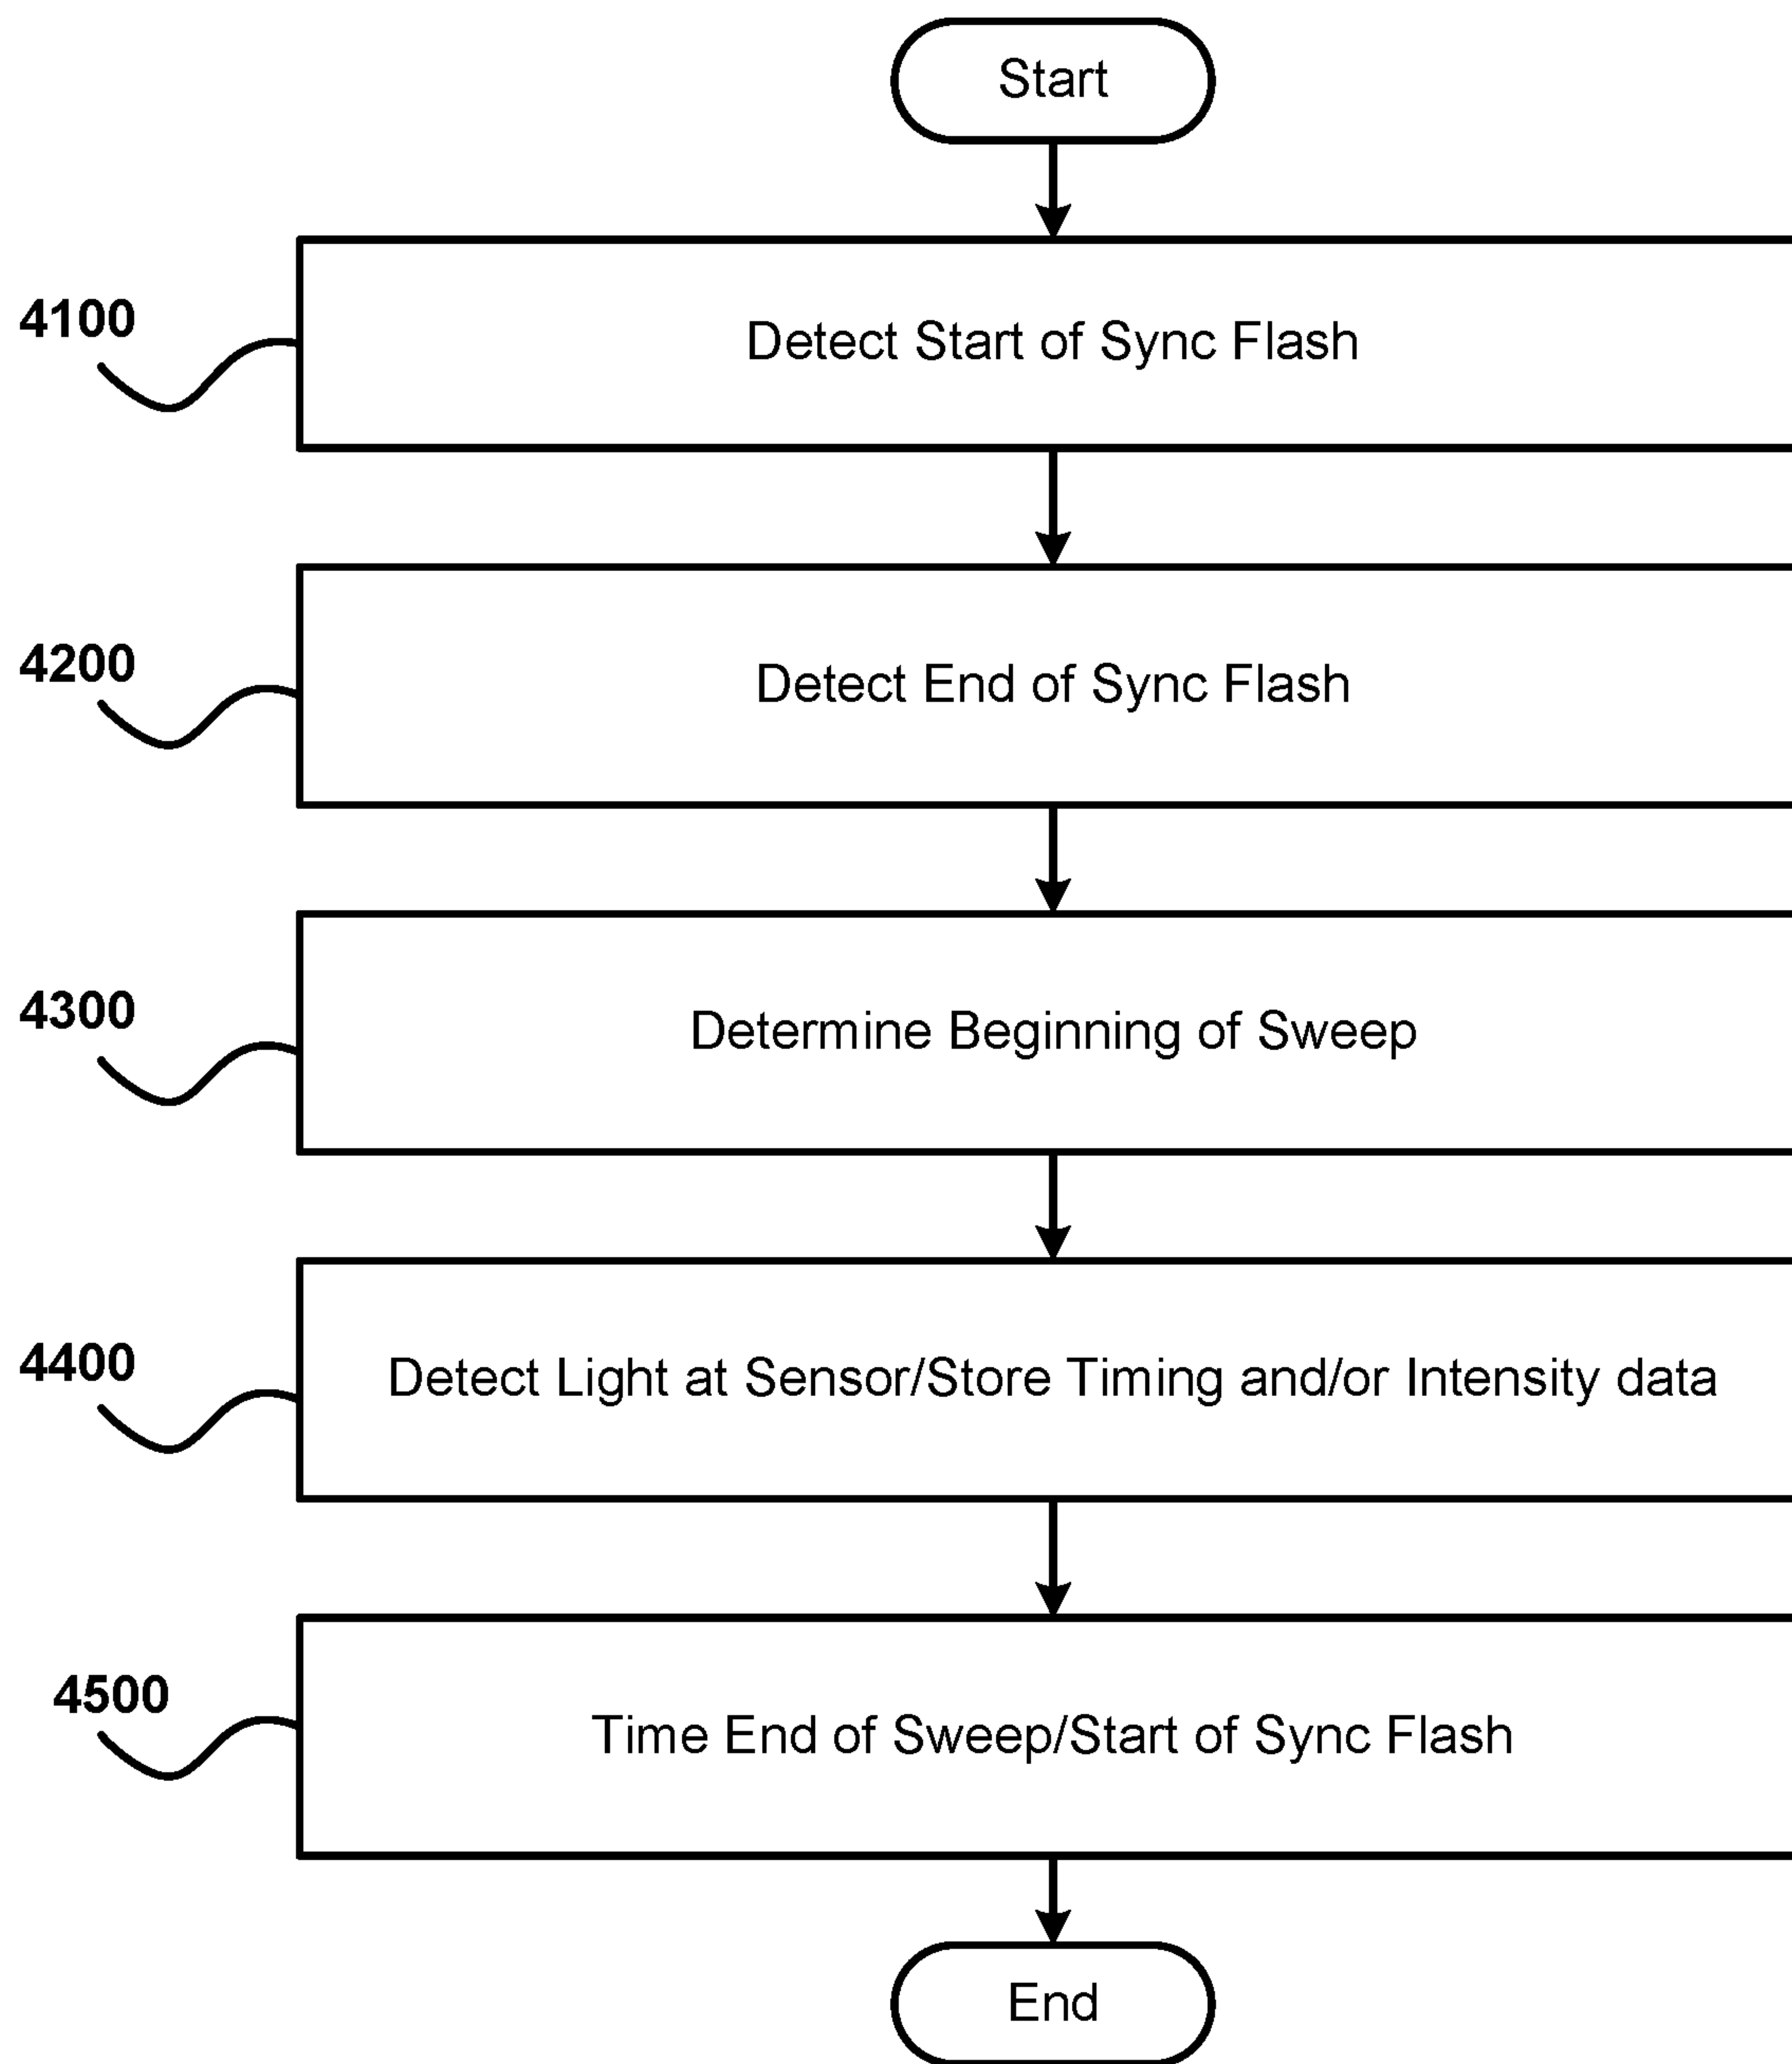 Start
4100
Detect Start of Sync Flash
4200
Detect End of Sync Flash
4300
Determine Beginning of Sweep
4400
Detect Light at Sensor/Store Timing and/or Intensity data
4500
Time End of Sweep/Start of Sync Flash
End